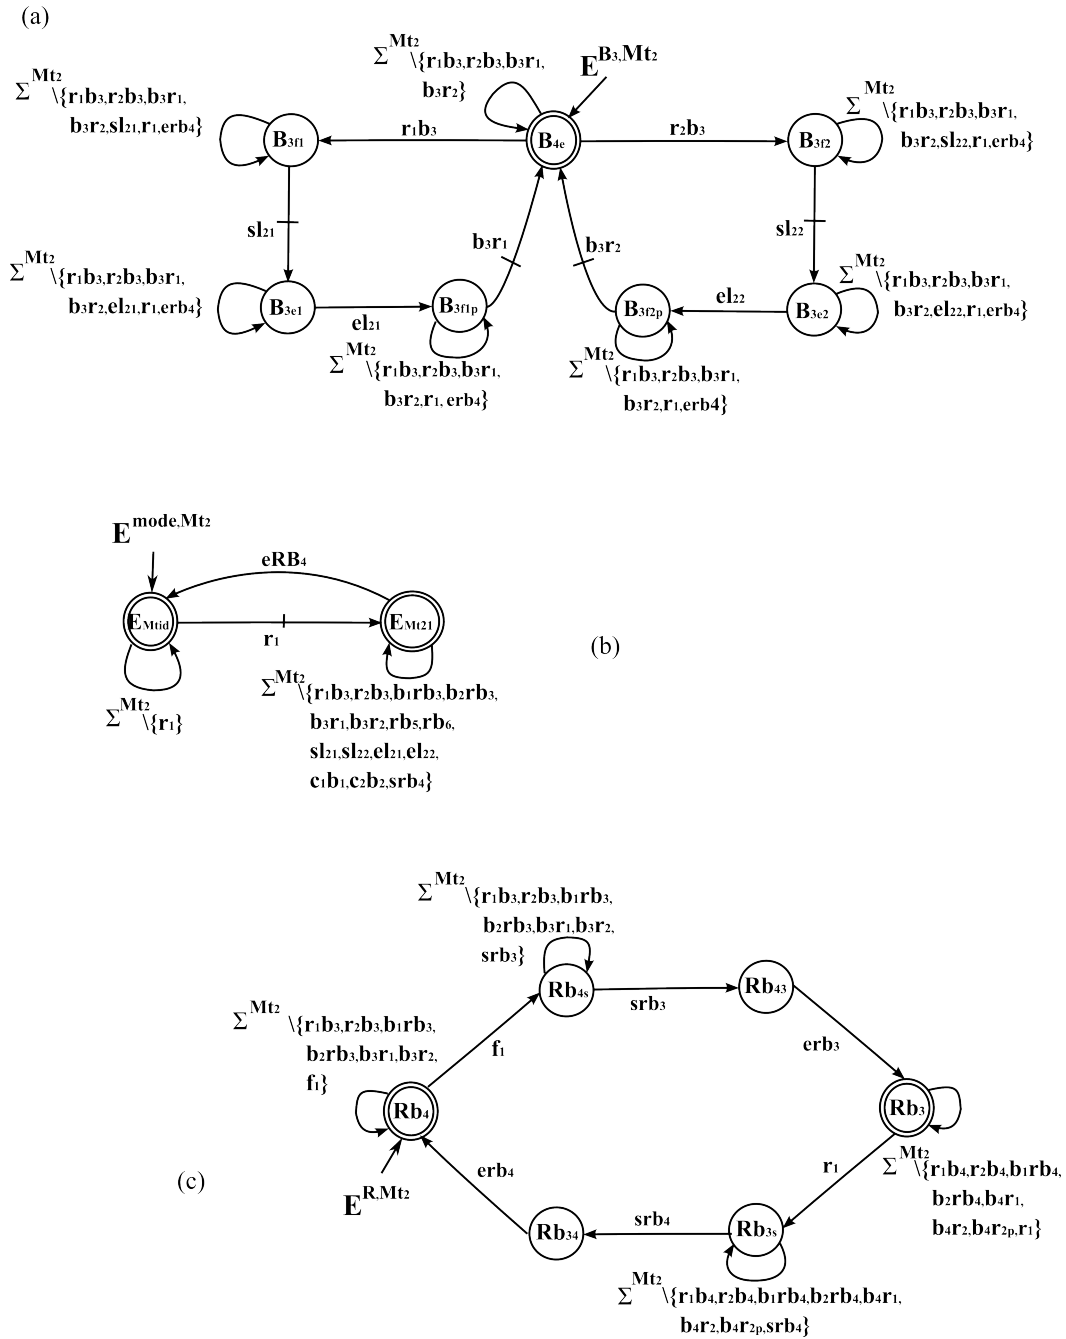 (a)
Σ^Mt₂\{r₁b₃,r₂b₃,b₃r₁,
b₃r₂}
E^B₃,Mt₂
Σ^Mt₂\{r₁b₃,r₂b₃,b₃r₁,
b₃r₂,sl₂₁,r₁,erb₄}
Σ^Mt₂\{r₁b₃,r₂b₃,b₃r₁,
b₃r₂,sl₂₂,r₁,erb₄}
B₃f₁
r₁b₃
B₄e
r₂b₃
B₃f₂
sl₂₁
b₃r₁
b₃r₂
sl₂₂
Σ^Mt₂\{r₁b₃,r₂b₃,b₃r₁,
b₃r₂,el₂₁,r₁,erb₄}
Σ^Mt₂\{r₁b₃,r₂b₃,b₃r₁,
b₃r₂,el₂₂,r₁,erb₄}
B₃e₁
el₂₁
B₃f₁p
B₃f₂p
el₂₂
B₃e₂
Σ^Mt₂\{r₁b₃,r₂b₃,b₃r₁,
b₃r₂,r₁,erb₄}
Σ^Mt₂\{r₁b₃,r₂b₃,b₃r₁,
b₃r₂,r₁,erb4}
E^mode,Mt₂
eRB₄
E_Mtid
r₁
E_Mt21
(b)
Σ^Mt₂\{r₁}
Σ^Mt₂\{r₁b₃,r₂b₃,b₁rb₃,b₂rb₃,
b₃r₁,b₃r₂,rb₅,rb₆,
sl₂₁,sl₂₂,el₂₁,el₂₂,
c₁b₁,c₂b₂,srb₄}
Σ^Mt₂\{r₁b₃,r₂b₃,b₁rb₃,
b₂rb₃,b₃r₁,b₃r₂,
srb₃}
Rb₄s
srb₃
Rb₄₃
Σ^Mt₂\{r₁b₃,r₂b₃,b₁rb₃,
b₂rb₃,b₃r₁,b₃r₂,
f₁}
f₁
erb₃
Rb₄
Rb₃
(c)
E^R,Mt₂
erb₄
r₁
Σ^Mt₂\{r₁b₄,r₂b₄,b₁rb₄,
b₂rb₄,b₄r₁,
b₄r₂,b₄r₂p,r₁}
Rb₃₄
srb₄
Rb₃s
Σ^Mt₂\{r₁b₄,r₂b₄,b₁rb₄,b₂rb₄,b₄r₁,
b₄r₂,b₄r₂p,srb₄}